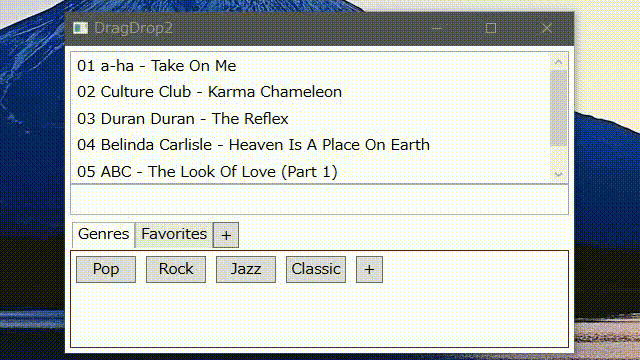 DragDrop2
01 a-ha - Take On Me
02 Culture Club - Karma Chameleon
03 Duran Duran - The Reflex
04 Belinda Carlisle - Heaven Is A Place On Earth
05 ABC - The Look Of Love (Part 1)
Genres Favorites +
Pop Rock Jazz Classic +